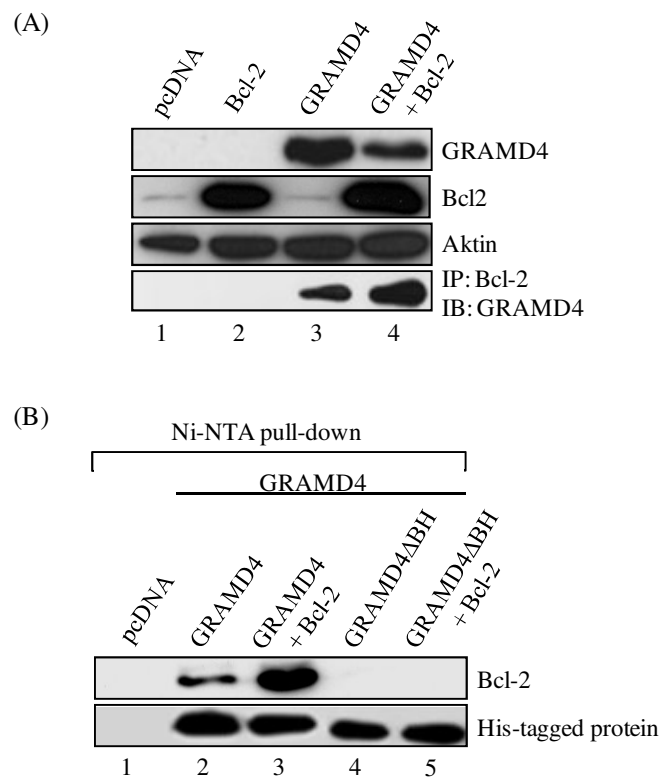 (A)
pcDNA
Bcl-2
GRAMD4
GRAMD4
+ Bcl-2
GRAMD4
Bcl2
Aktin
IP: Bcl-2
IB: GRAMD4
1 2 3 4
(B)
Ni-NTA pull-down
GRAMD4
pcDNA
GRAMD4
GRAMD4
+ Bcl-2
GRAMD4ΔBH
GRAMD4ΔBH
+ Bcl-2
Bcl-2
His-tagged protein
1 2 3 4 5